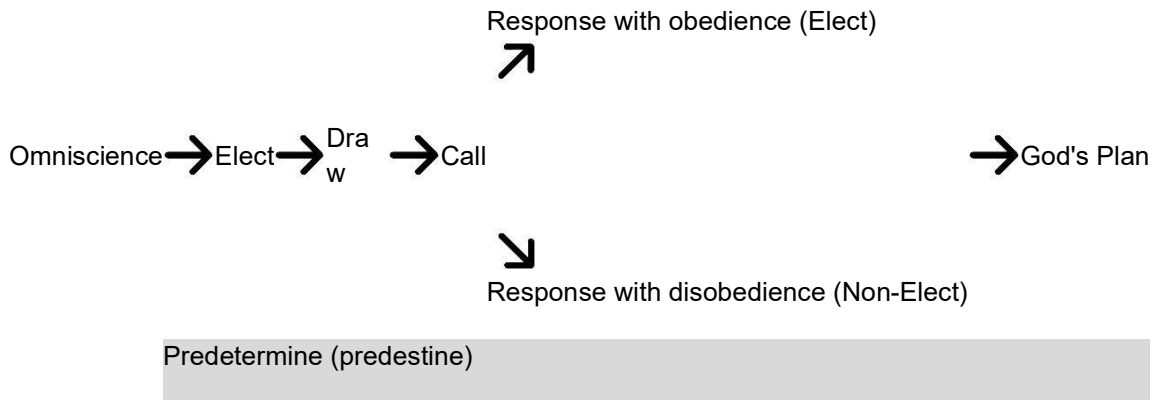 Response with obedience (Elect)
Omniscience Elect Dra
w Call God's Plan
Response with disobedience (Non-Elect)
Predetermine (predestine)